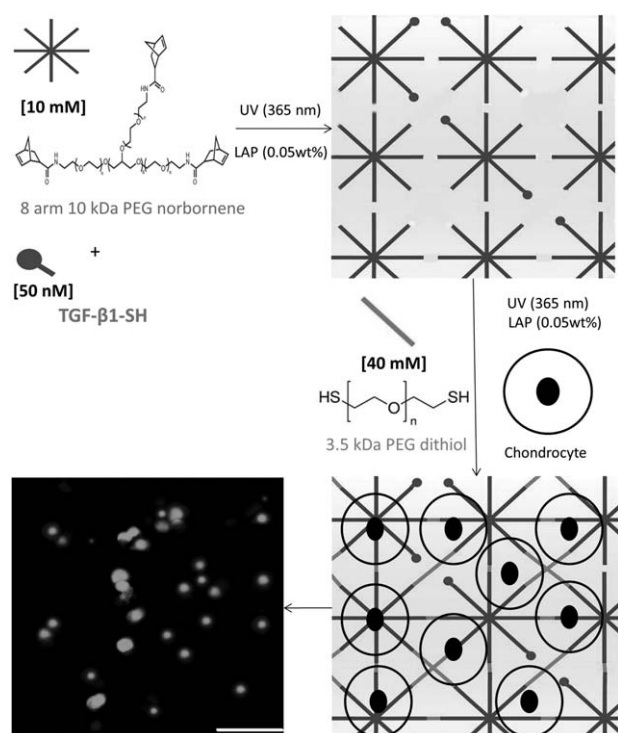 [10 mM]
NH
O
O
n
O
H
N
O
O
n
O
O
n
O
n
H
N
O
8 arm 10 kDa PEG norbornene
+
[50 nM]
TGF-β1-SH
UV (365 nm)
LAP (0.05wt%)
[40 mM]
HS
O
n
SH
3.5 kDa PEG dithiol
UV (365 nm)
LAP (0.05wt%)
Chondrocyte